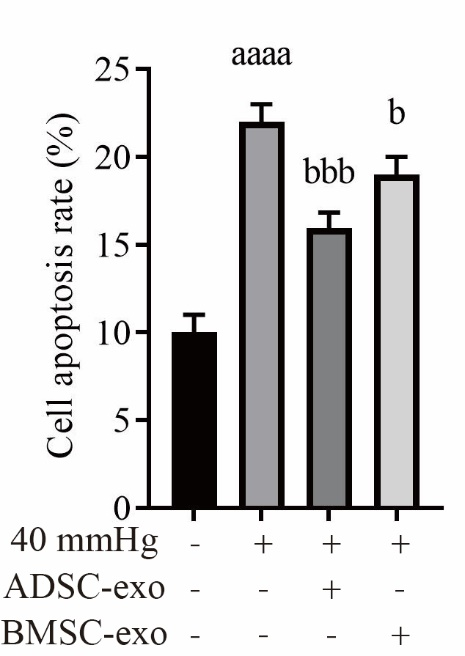 aaaa
25
b
20
bbb
15
10
5
0
Cell apoptosis rate (%)
40 mmHg - + + +
ADSC-exo - - + -
BMSC-exo - - - +